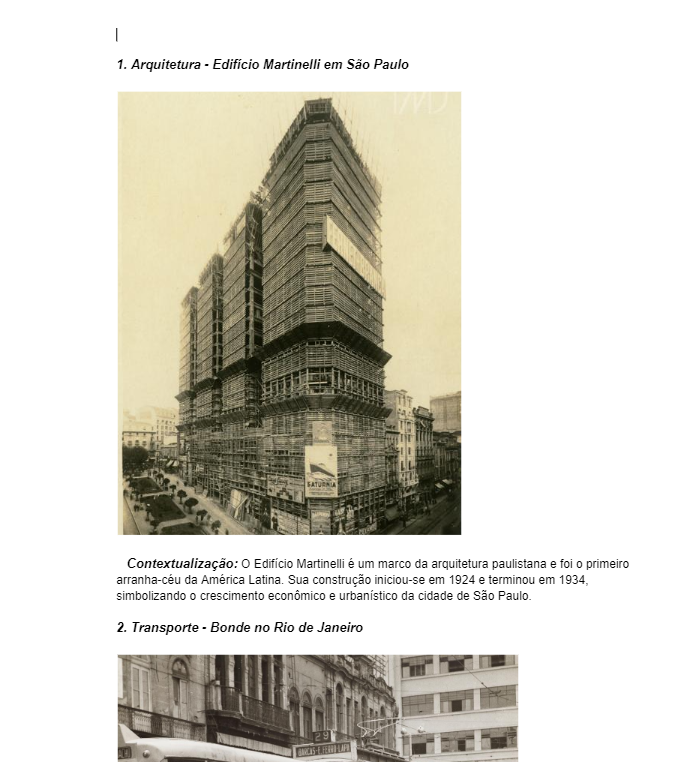 1. Arquitetura - Edifício Martinelli em São Paulo
SATURNIA
Contextualização: O Edifício Martinelli é um marco da arquitetura paulistana e foi o primeiro
arranha-céu da América Latina. Sua construção iniciou-se em 1924 e terminou em 1934,
simbolizando o crescimento econômico e urbanístico da cidade de São Paulo.
2. Transporte - Bonde no Rio de Janeiro
29